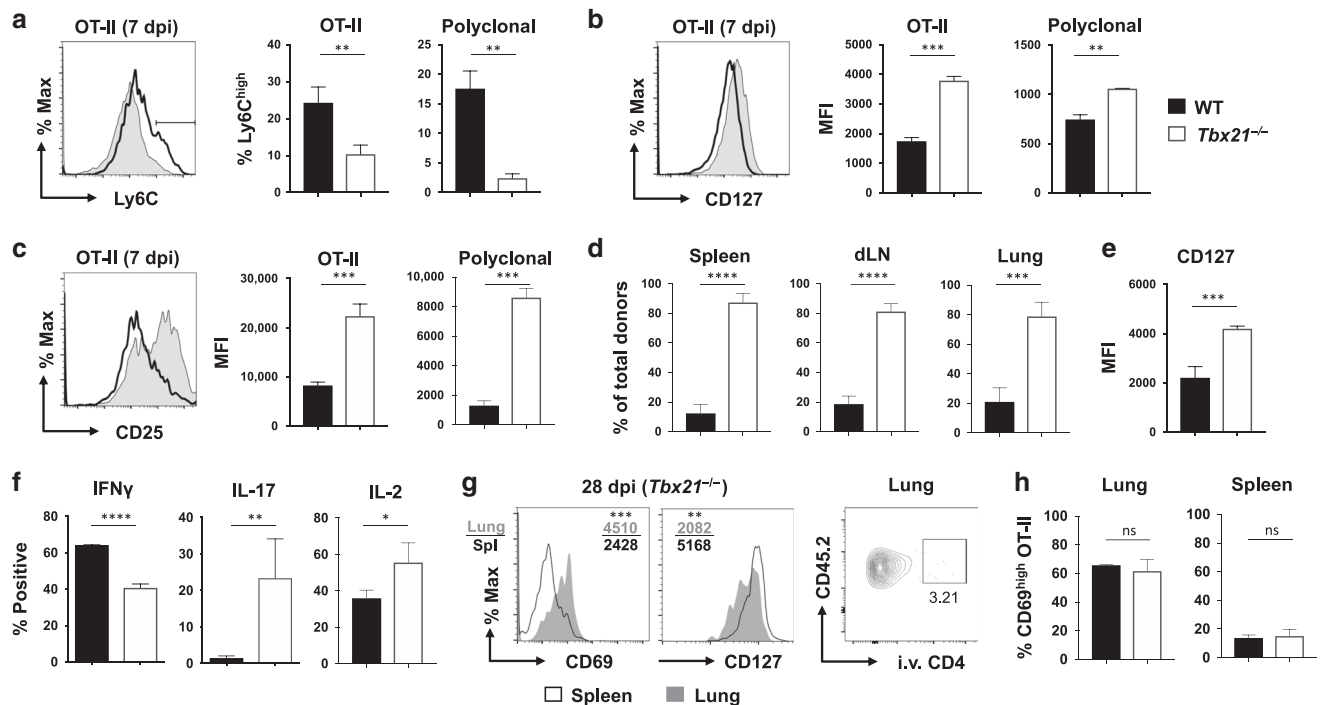 a
OT-II (7 dpi)
% Max
Ly6C
OT-II
**
% Ly6Chigh
40
30
20
10
0
Polyclonal
**
25
20
15
10
5
0
b
OT-II (7 dpi)
% Max
CD127
OT-II
***
MFI
5000
4000
3000
2000
1000
0
Polyclonal
**
1500
1000
500
0
WT
Tbx21–/–
c
OT-II (7 dpi)
% Max
CD25
OT-II
***
MFI
30,000
20,000
10,000
0
Polyclonal
***
10,000
8000
6000
4000
2000
0
d
Spleen
****
% of total donors
100
80
60
40
20
0
dLN
****
100
80
60
40
20
0
Lung
***
100
80
60
40
20
0
e
CD127
***
MFI
6000
4000
2000
0
f
IFNγ
****
% Positive
80
60
40
20
0
IL-17
**
40
30
20
10
0
IL-2
*
80
60
40
20
0
g
28 dpi (Tbx21–/–)
Lung
Spl
***
4510
2428
**
2082
5168
% Max
CD69
CD127
Spleen
Lung
Lung
CD45.2
3.21
i.v. CD4
h
Lung
ns
% CD69high OT-II
100
80
60
40
20
0
Spleen
ns
100
80
60
40
20
0